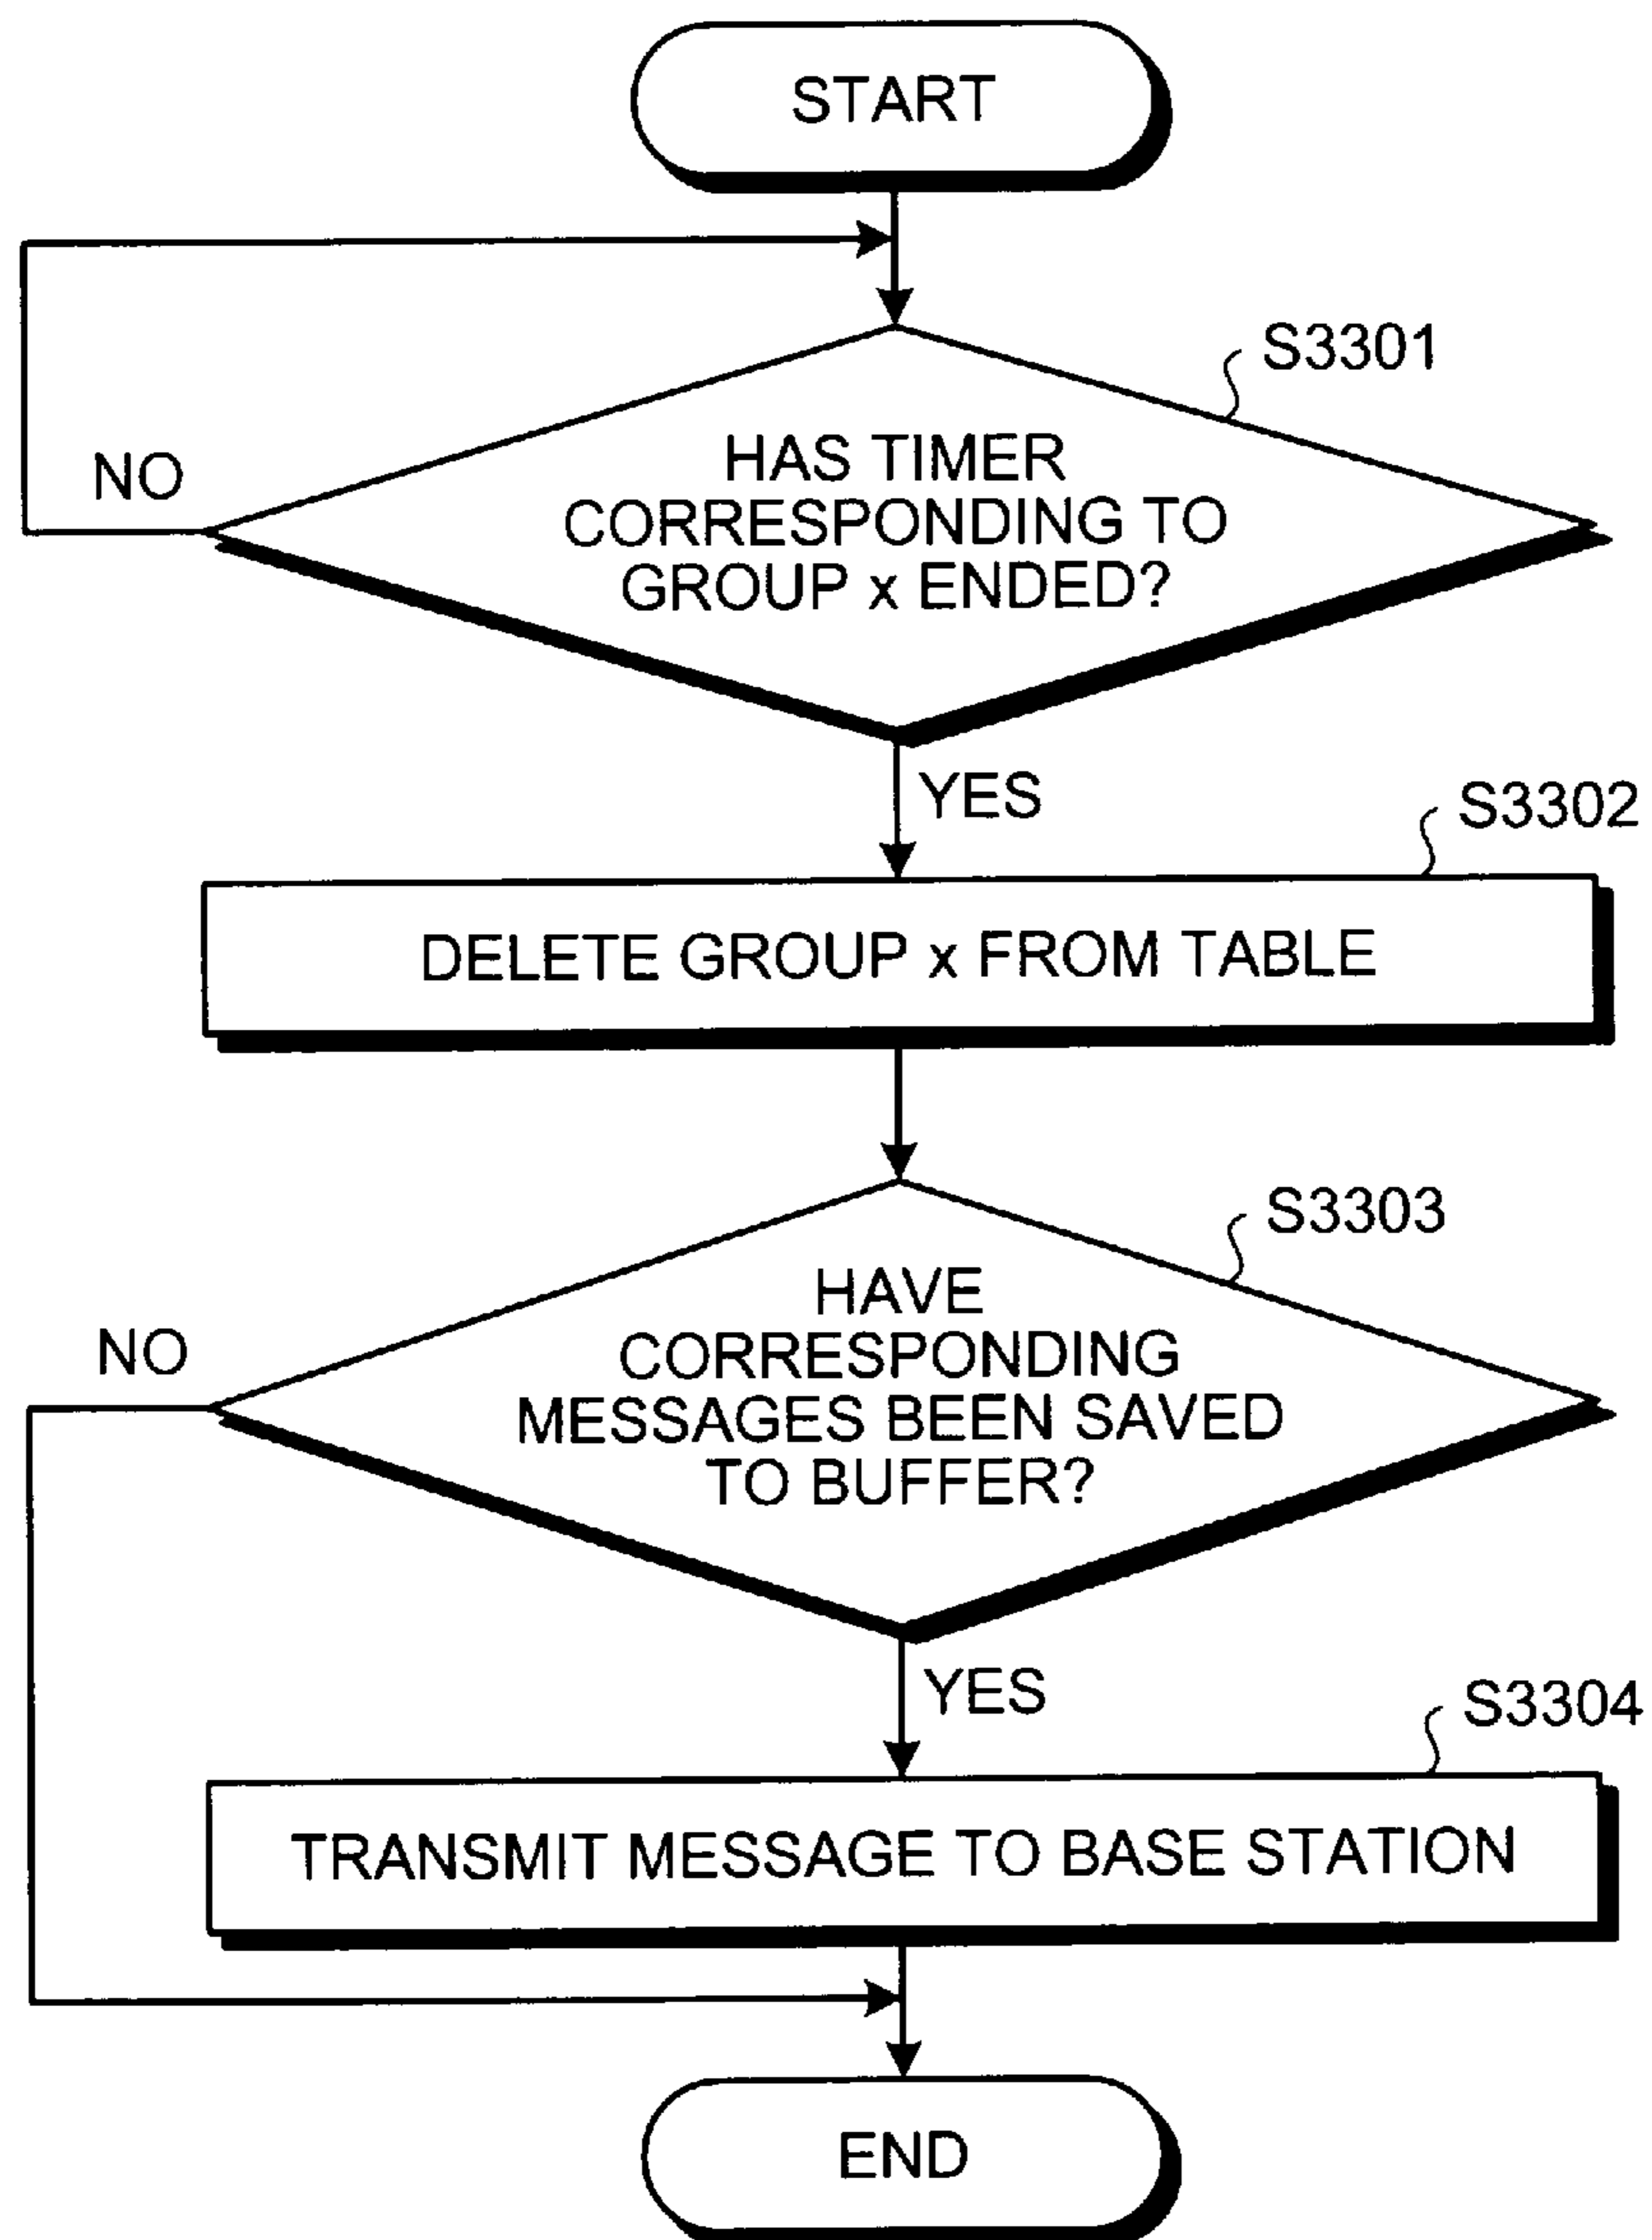 START
S3301
HAS TIMER
CORRESPONDING TO
GROUP x ENDED?
NO
YES
S3302
DELETE GROUP x FROM TABLE
S3303
HAVE
CORRESPONDING
MESSAGES BEEN SAVED
TO BUFFER?
NO
YES
S3304
TRANSMIT MESSAGE TO BASE STATION
END